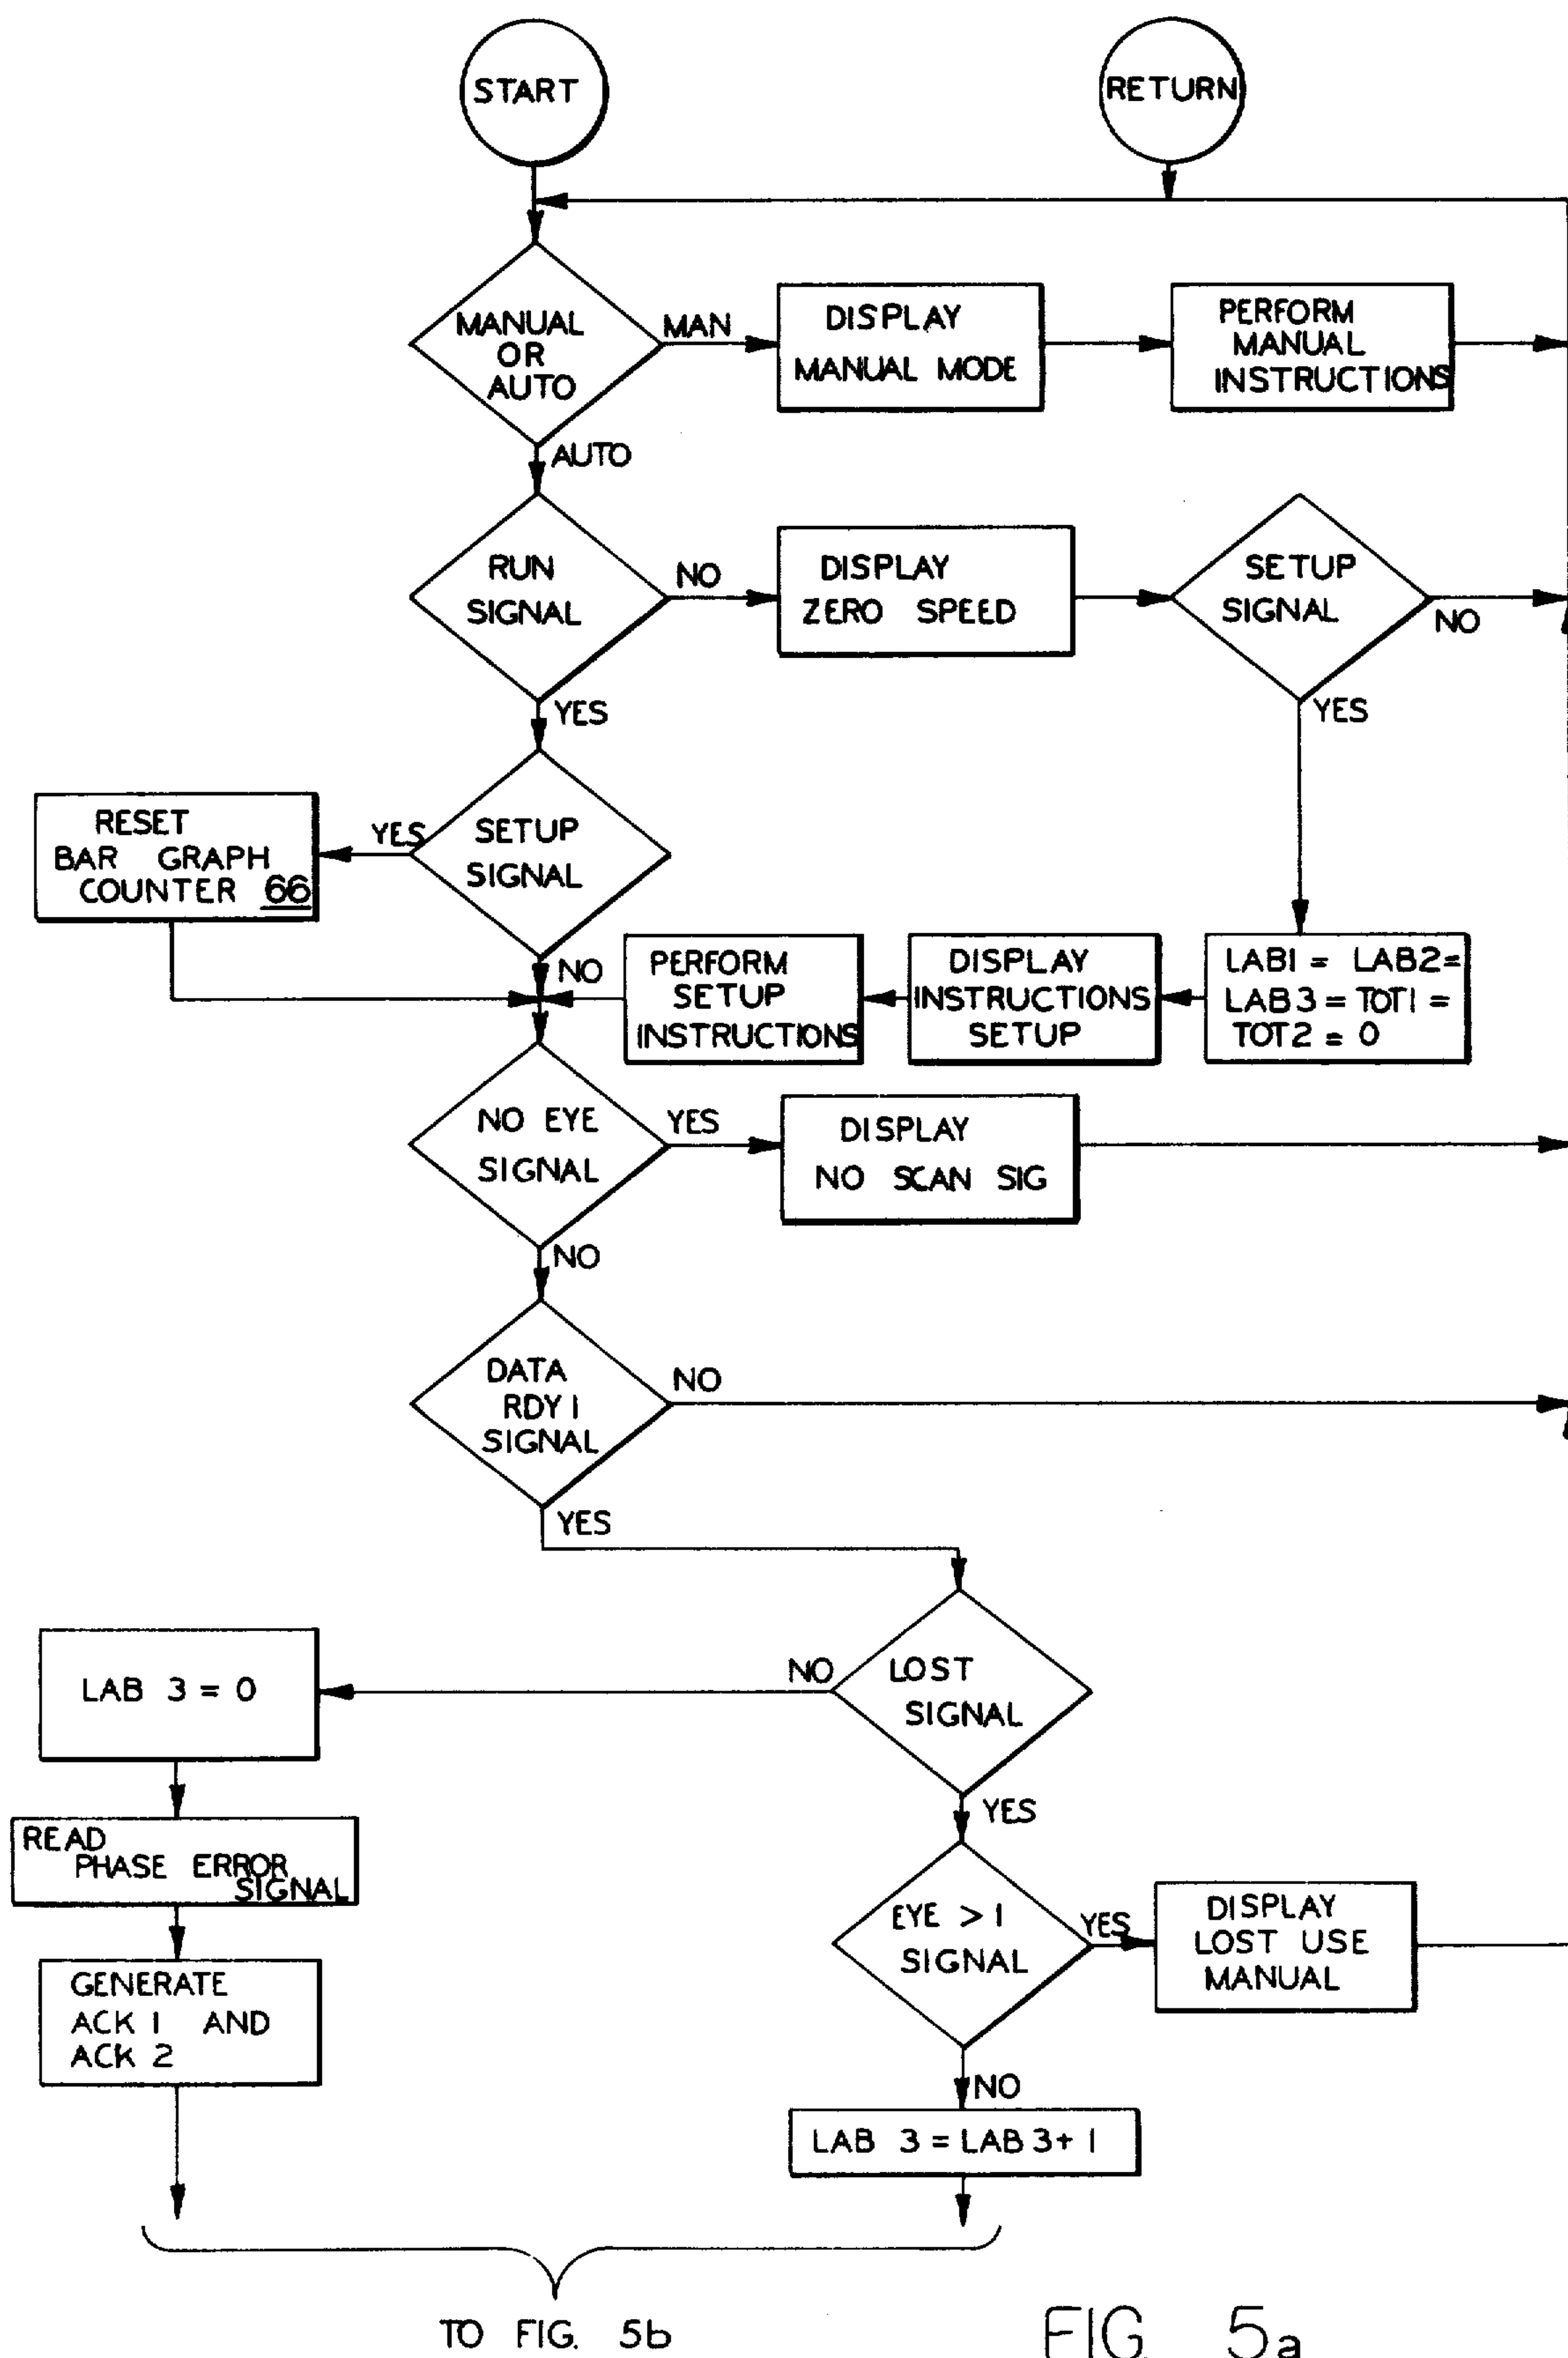 START
RETURN
MANUAL
OR
AUTO
MAN
DISPLAY
MANUAL MODE
PERFORM
MANUAL
INSTRUCTIONS
AUTO
RUN
SIGNAL
NO
DISPLAY
ZERO SPEED
SETUP
SIGNAL
NO
YES
YES
RESET
BAR GRAPH
COUNTER 66
YES
SETUP
SIGNAL
NO
PERFORM
SETUP
INSTRUCTIONS
DISPLAY
INSTRUCTIONS
SETUP
LAB1 = LAB2=
LAB3 = TOT1 =
TOT2 = 0
NO EYE
SIGNAL
YES
DISPLAY
NO SCAN SIG
NO
DATA
RDY 1
SIGNAL
NO
YES
LAB 3 = 0
NO
LOST
SIGNAL
YES
READ
PHASE ERROR
SIGNAL
EYE > 1
SIGNAL
YES
DISPLAY
LOST USE
MANUAL
GENERATE
ACK 1 AND
ACK 2
NO
LAB 3 = LAB 3+ 1
TO FIG. 5b
FIG 5a